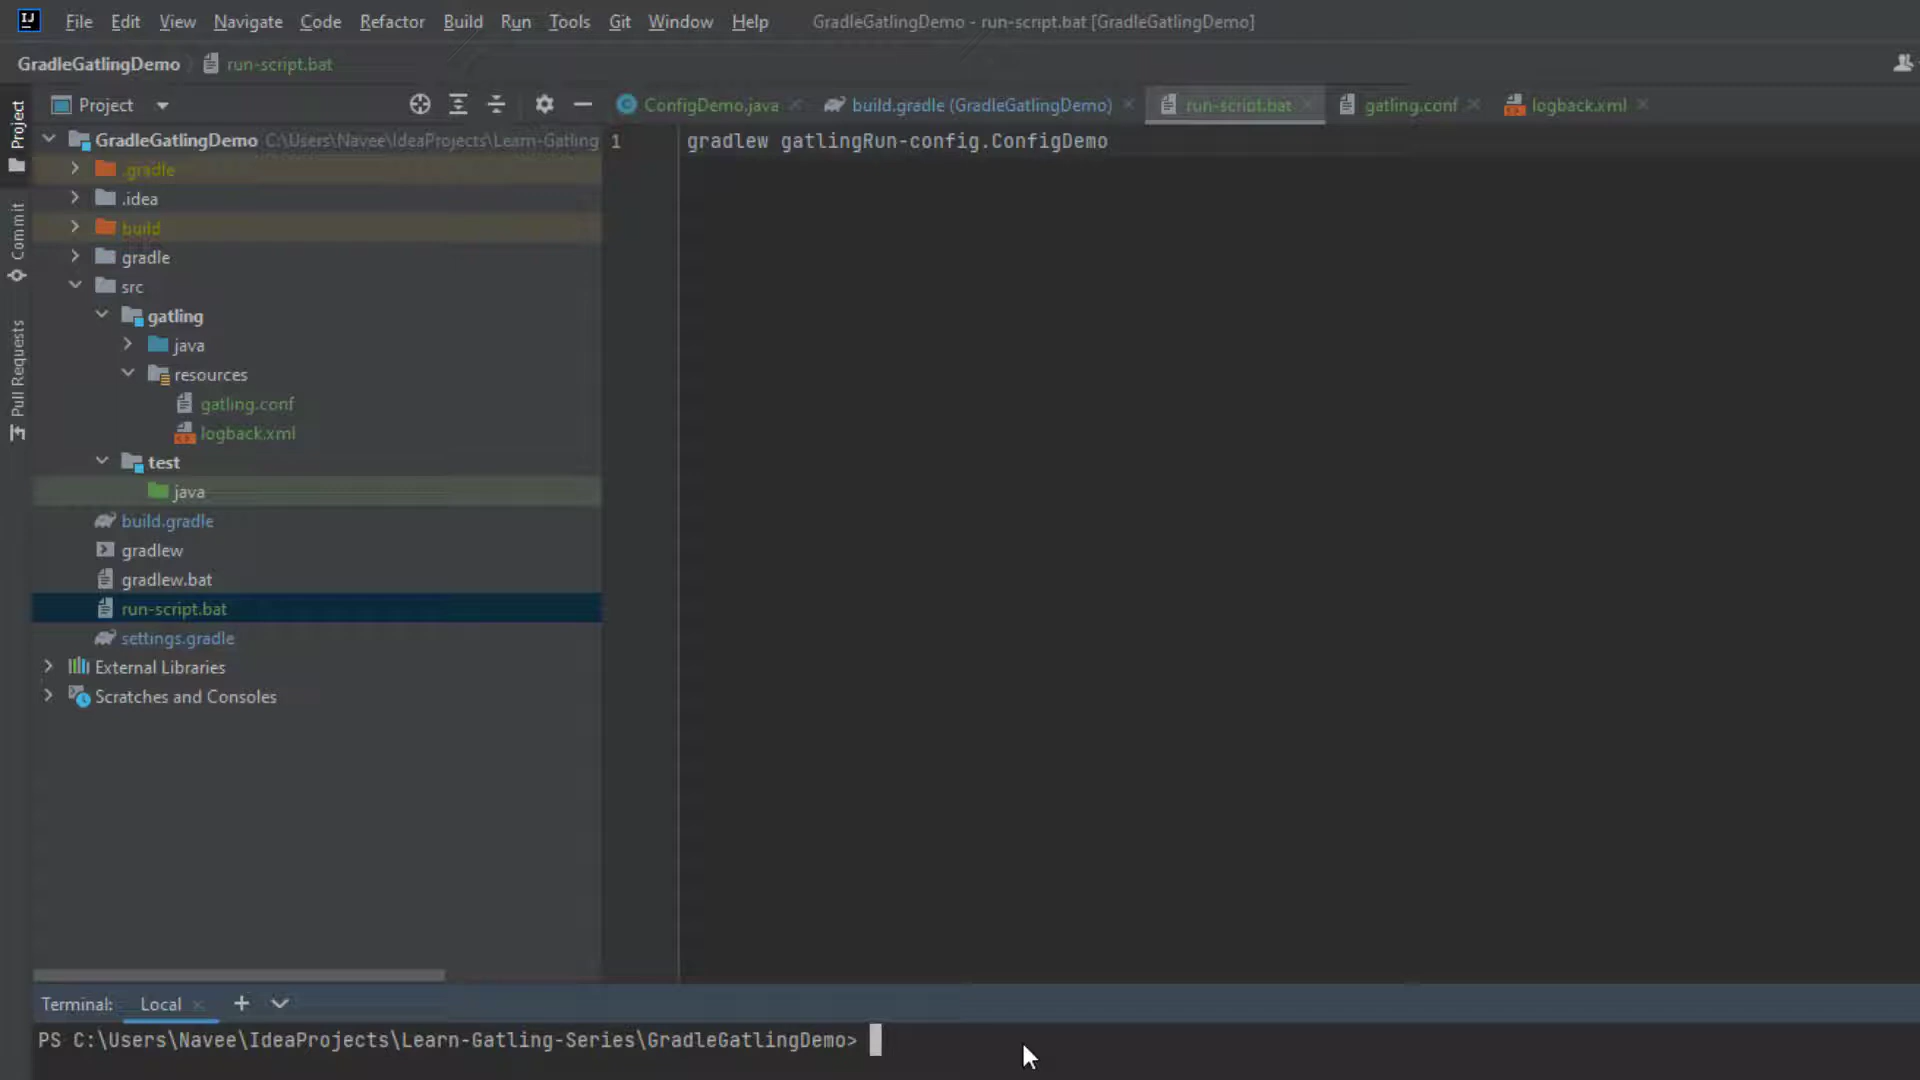 IJ File Edit View Navigate Code Refactor Build Run Tools Git Window Help GradleGatlingDemo - run-script.bat [GradleGatlingDemo]
GradleGatlingDemo run-script.bat
Project
ConfigDemo.java build.gradle (GradleGatlingDemo) run-script.bat gatling.conf logback.xml
GradleGatlingDemo C:\Users\Navee\IdeaProjects\Learn-Gatling
1 gradlew gatlingRun-config.ConfigDemo
.gradle
.idea
build
gradle
src
gatling
java
resources
gatling.conf
logback.xml
test
java
build.gradle
gradlew
gradlew.bat
run-script.bat
settings.gradle
External Libraries
Scratches and Consoles
Project
Commit
Pull Requests
Terminal: Local
PS C:\Users\Navee\IdeaProjects\Learn-Gatling-Series\GradleGatlingDemo>